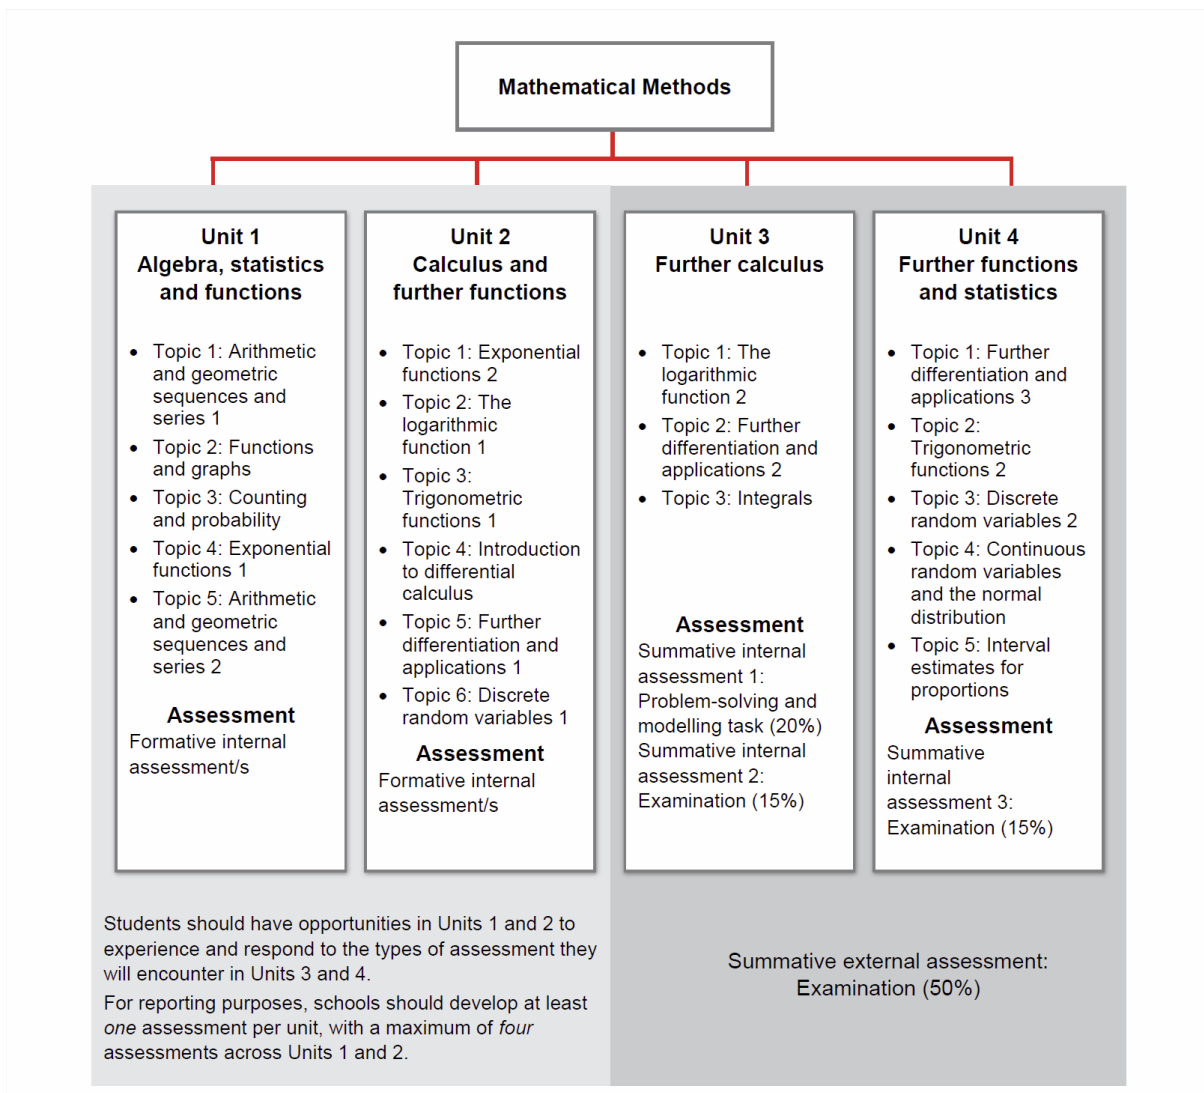 Mathematical Methods
Unit 1
Algebra, statistics
and functions
• Topic 1: Arithmetic
and geometric
sequences and
series 1
• Topic 2: Functions
and graphs
• Topic 3: Counting
and probability
• Topic 4: Exponential
functions 1
• Topic 5: Arithmetic
and geometric
sequences and
series 2
Assessment
Formative internal
assessment/s
Unit 2
Calculus and
further functions
• Topic 1: Exponential
functions 2
• Topic 2: The
logarithmic
function 1
• Topic 3:
Trigonometric
functions 1
• Topic 4: Introduction
to differential
calculus
• Topic 5: Further
differentiation and
applications 1
• Topic 6: Discrete
random variables 1
Assessment
Formative internal
assessment/s
Unit 3
Further calculus
• Topic 1: The
logarithmic
function 2
• Topic 2: Further
differentiation and
applications 2
• Topic 3: Integrals
Assessment
Summative internal
assessment 1:
Problem-solving and
modelling task (20%)
Summative internal
assessment 2:
Examination (15%)
Unit 4
Further functions
and statistics
• Topic 1: Further
differentiation and
applications 3
• Topic 2:
Trigonometric
functions 2
• Topic 3: Discrete
random variables 2
• Topic 4: Continuous
random variables
and the normal
distribution
• Topic 5: Interval
estimates for
proportions
Assessment
Summative
internal
assessment 3:
Examination (15%)
Students should have opportunities in Units 1 and 2 to
experience and respond to the types of assessment they
will encounter in Units 3 and 4.
For reporting purposes, schools should develop at least
one assessment per unit, with a maximum of four
assessments across Units 1 and 2.
Summative external assessment:
Examination (50%)